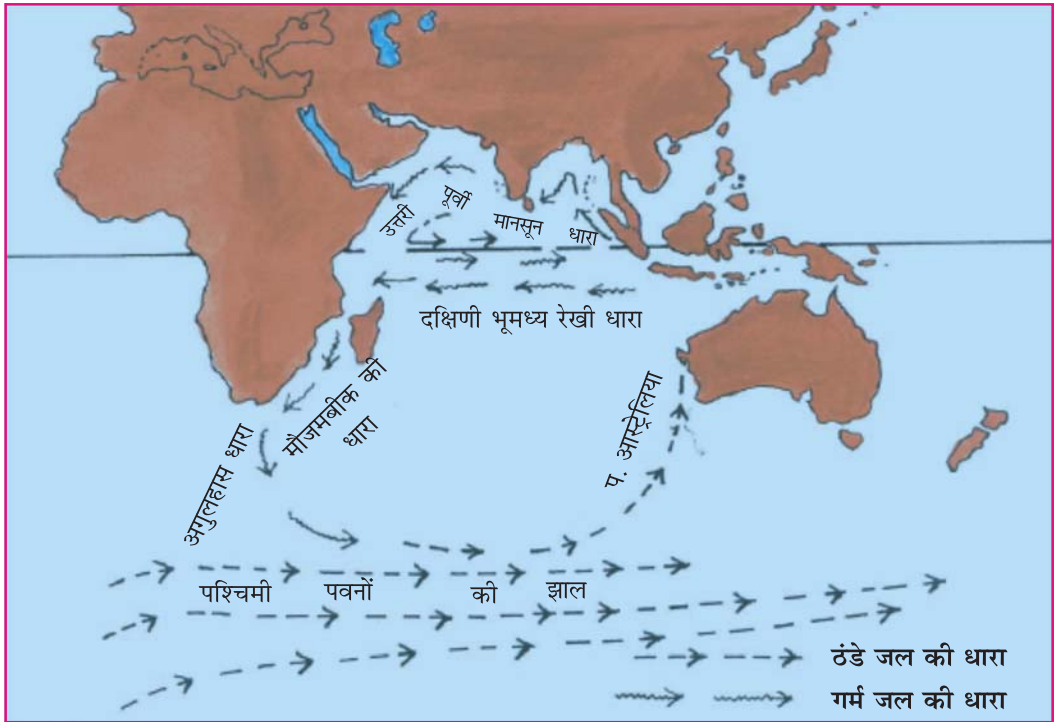 उत्तरी पूर्वी मानसून धारा
दक्षिणी भूमध्य रेखी धारा
मौजमबीक की
धारा
अगुलहास धारा
प. आस्ट्रेलिया
पश्चिमी पवनों की झाल
ठंडे जल की धारा
गर्म जल की धारा